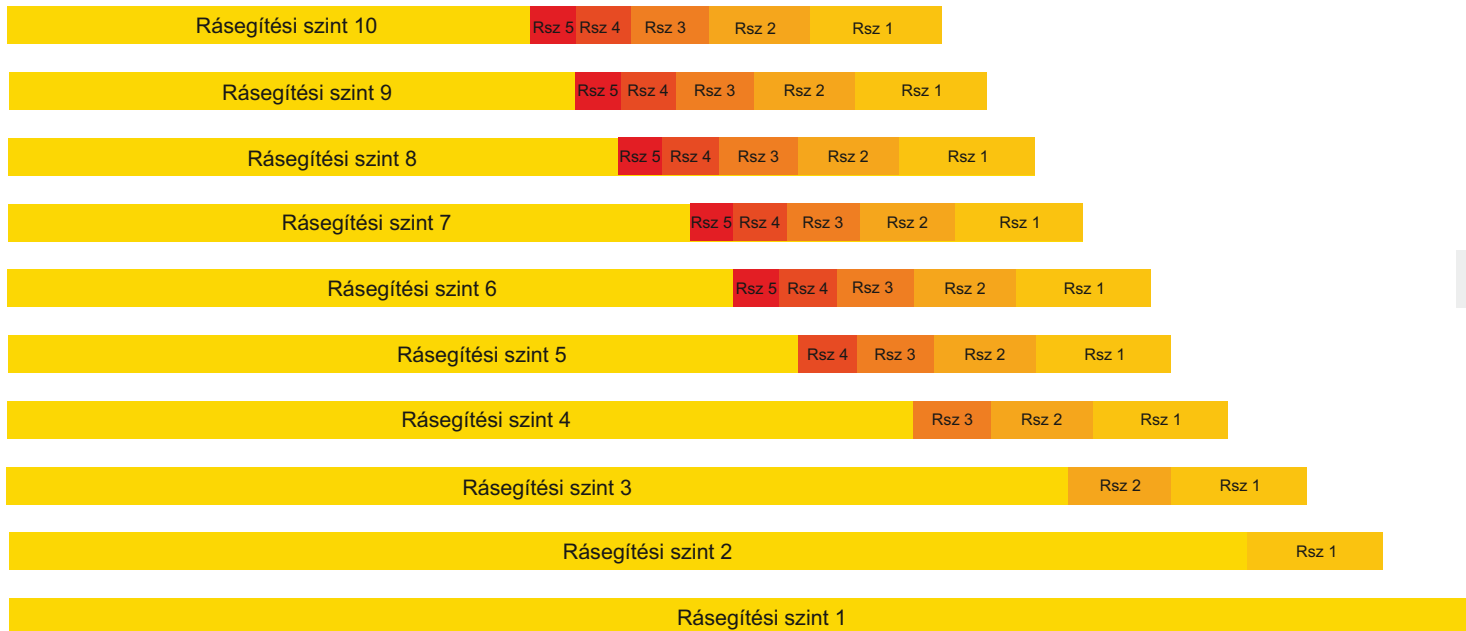 Rásegítési szint 10 Rsz 5 Rsz 4 Rsz 3 Rsz 2 Rsz 1
Rásegítési szint 9 Rsz 5 Rsz 4 Rsz 3 Rsz 2 Rsz 1
Rásegítési szint 8 Rsz 5 Rsz 4 Rsz 3 Rsz 2 Rsz 1
Rásegítési szint 7 Rsz 5 Rsz 4 Rsz 3 Rsz 2 Rsz 1
Rásegítési szint 6 Rsz 5 Rsz 4 Rsz 3 Rsz 2 Rsz 1
Rásegítési szint 5 Rsz 4 Rsz 3 Rsz 2 Rsz 1
Rásegítési szint 4 Rsz 3 Rsz 2 Rsz 1
Rásegítési szint 3 Rsz 2 Rsz 1
Rásegítési szint 2 Rsz 1
Rásegítési szint 1